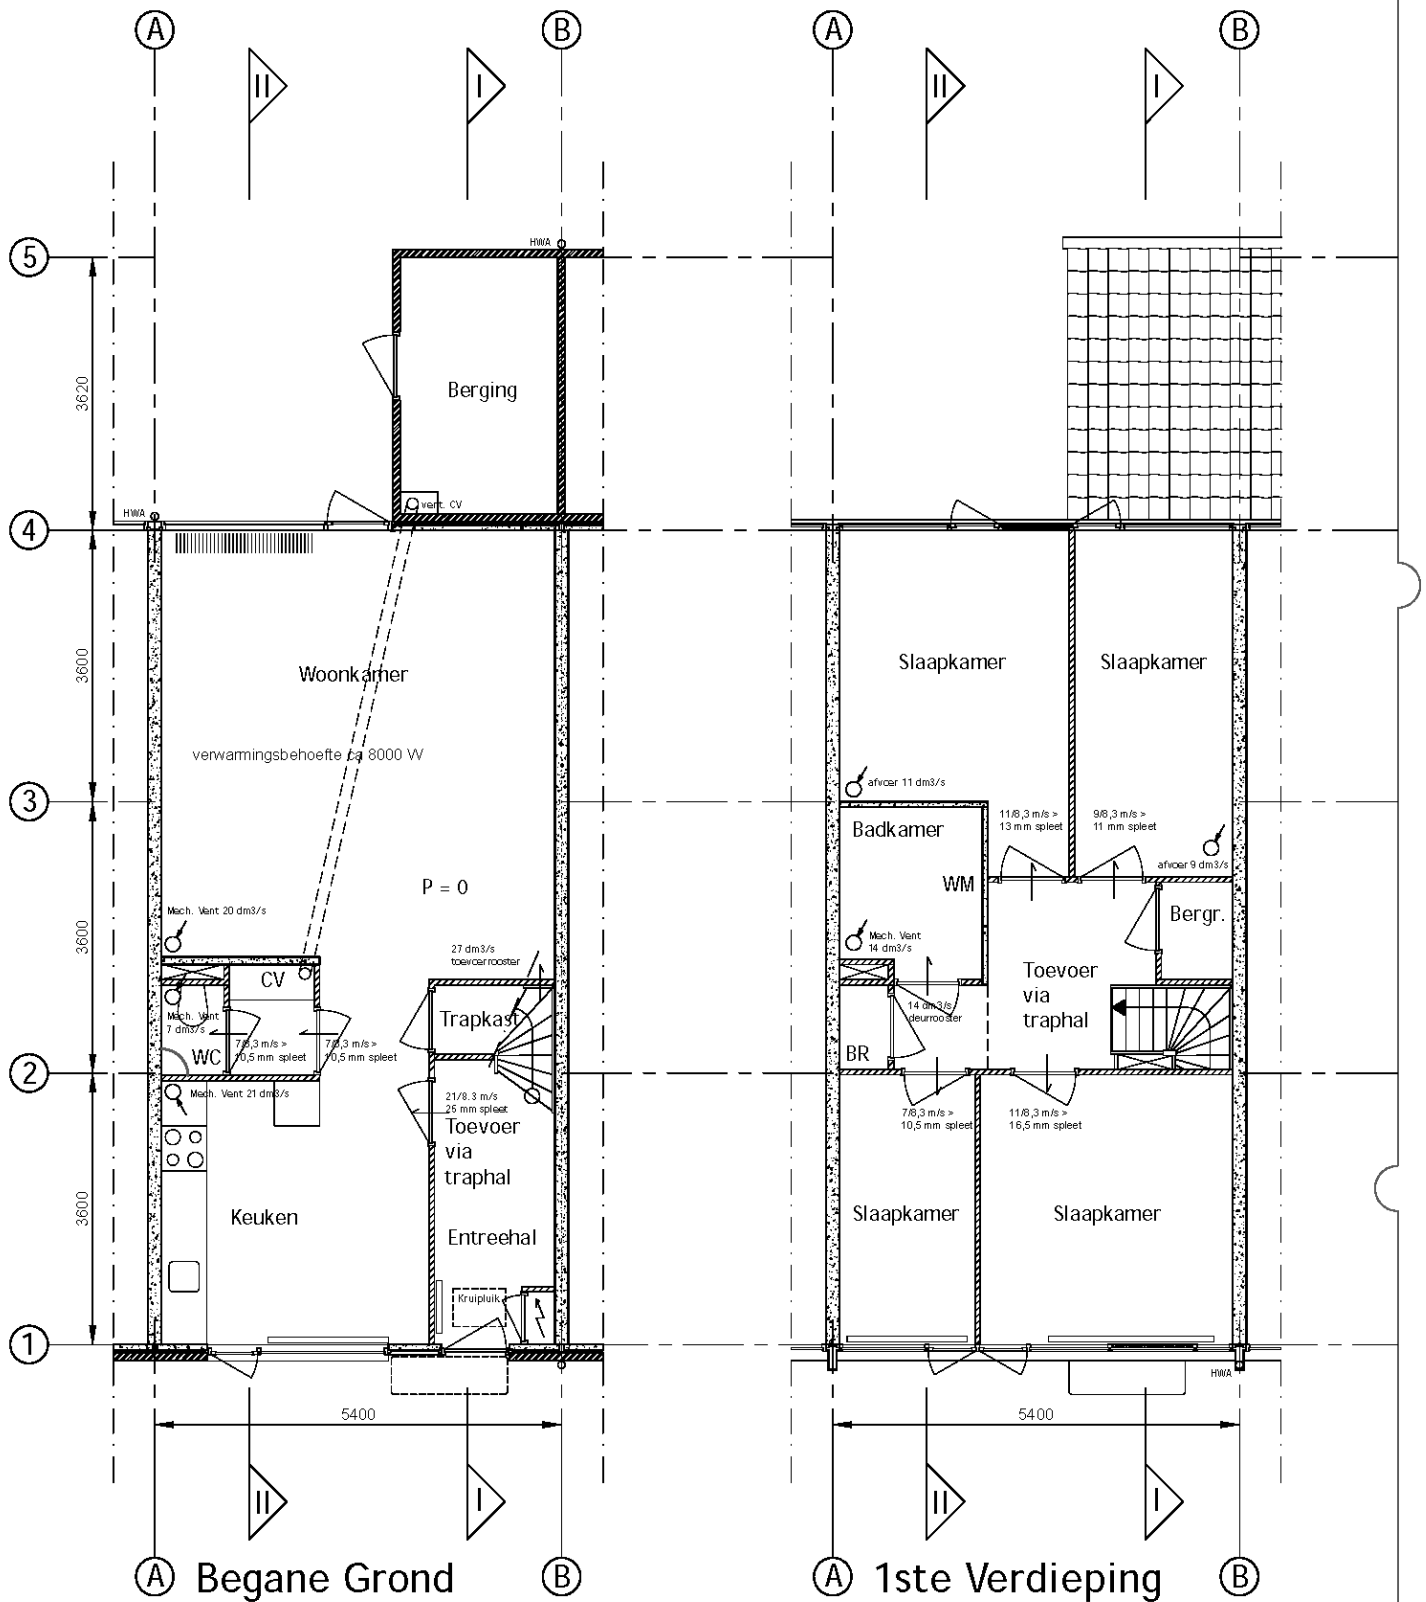 A
B
A
B
II
I
II
I
5
HWA
3620
Berging
vent. CV
HWA
4
3600
Woonkamer
Slaapkamer
Slaapkamer
verwarmingsbehoefte ca 8000 W
afvoer 11 dm3/s
3
11/8,3 m/s >
13 mm spleet
9/8,3 m/s >
11 mm spleet
Badkamer
afvoer 9 dm3/s
P = 0
WM
Mech. Vent 20 dm3/s
Bergr.
3600
Mech. Vent
14 dm3/s
27 dm3/s
toevoerrooster
CV
Toevoer
via
traphal
Mech. Vent
7 dm3/s
Trapkast
14 dm3/s
deurrooster
WC
7/8,3 m/s >
10,5 mm spleet
7/8,3 m/s >
10,5 mm spleet
BR
2
Mech. Vent 21 dm3/s
21/8.3 m/s
25 mm spleet
7/8,3 m/s >
10,5 mm spleet
11/8,3 m/s >
16,5 mm spleet
Toevoer
via
traphal
3600
Keuken
Slaapkamer
Slaapkamer
Entreehal
Kruipluik
1
HWA
5400
5400
II
I
II
I
A
Begane Grond
B
A
1ste Verdieping
B